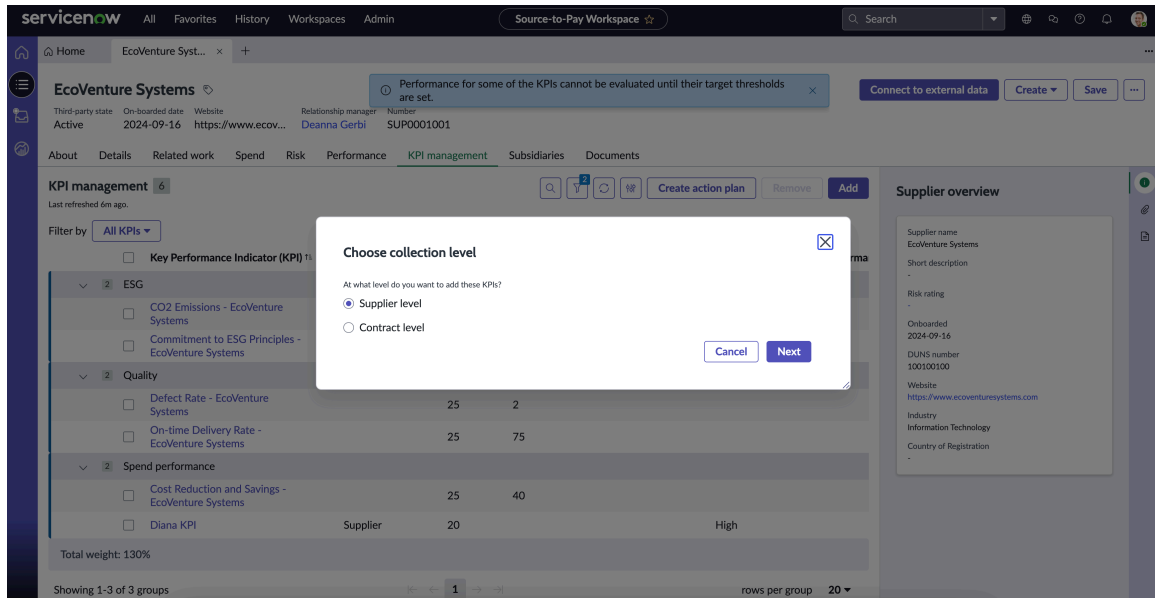 servicenow
All Favorites History Workspaces Admin
Source-to-Pay Workspace
Search
Home
EcoVenture Syst...
EcoVenture Systems
Performance for some of the KPIs cannot be evaluated until their target thresholds
are set.
Connect to external data
Create
Save
Third-party state On-boarded date Website Relationship manager Number
Active 2024-09-16 https://www.ecov... Deanna Gerbi SUP0001001
About Details Related work Spend Risk Performance KPI management Subsidiaries Documents
KPI management 6
Last refreshed 6m ago.
2
Create action plan
Remove
Add
Filter by All KPIs
Key Performance Indicator (KPI)
rma
2 ESG
CO2 Emissions - EcoVenture
Systems
Commitment to ESG Principles -
EcoVenture Systems
2 Quality
Defect Rate - EcoVenture
Systems
25 2
On-time Delivery Rate -
EcoVenture Systems
25 75
2 Spend performance
Cost Reduction and Savings -
EcoVenture Systems
25 40
Diana KPI Supplier 20 High
Total weight: 130%
Showing 1-3 of 3 groups
1
rows per group 20
Choose collection level
At what level do you want to add these KPIs?
Supplier level
Contract level
Cancel
Next
Supplier overview
Supplier name
EcoVenture Systems
Short description
-
Risk rating
-
Onboarded
2024-09-16
DUNS number
100100100
Website
https://www.ecoventuresystems.com
Industry
Information Technology
Country of Registration
-